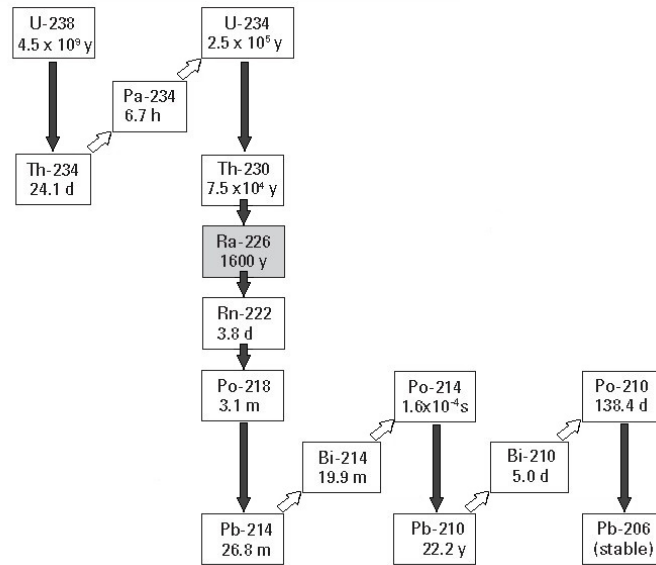 U-238
4.5 x 10⁹ y
U-234
2.5 x 10⁵ y
Pa-234
6.7 h
Th-234
24.1 d
Th-230
7.5 x10⁴ y
Ra-226
1600 y
Rn-222
3.8 d
Po-218
3.1 m
Po-214
1.6x10⁻⁴s
Po-210
138.4 d
Bi-214
19.9 m
Bi-210
5.0 d
Pb-214
26.8 m
Pb-210
22.2 y
Pb-206
(stable)